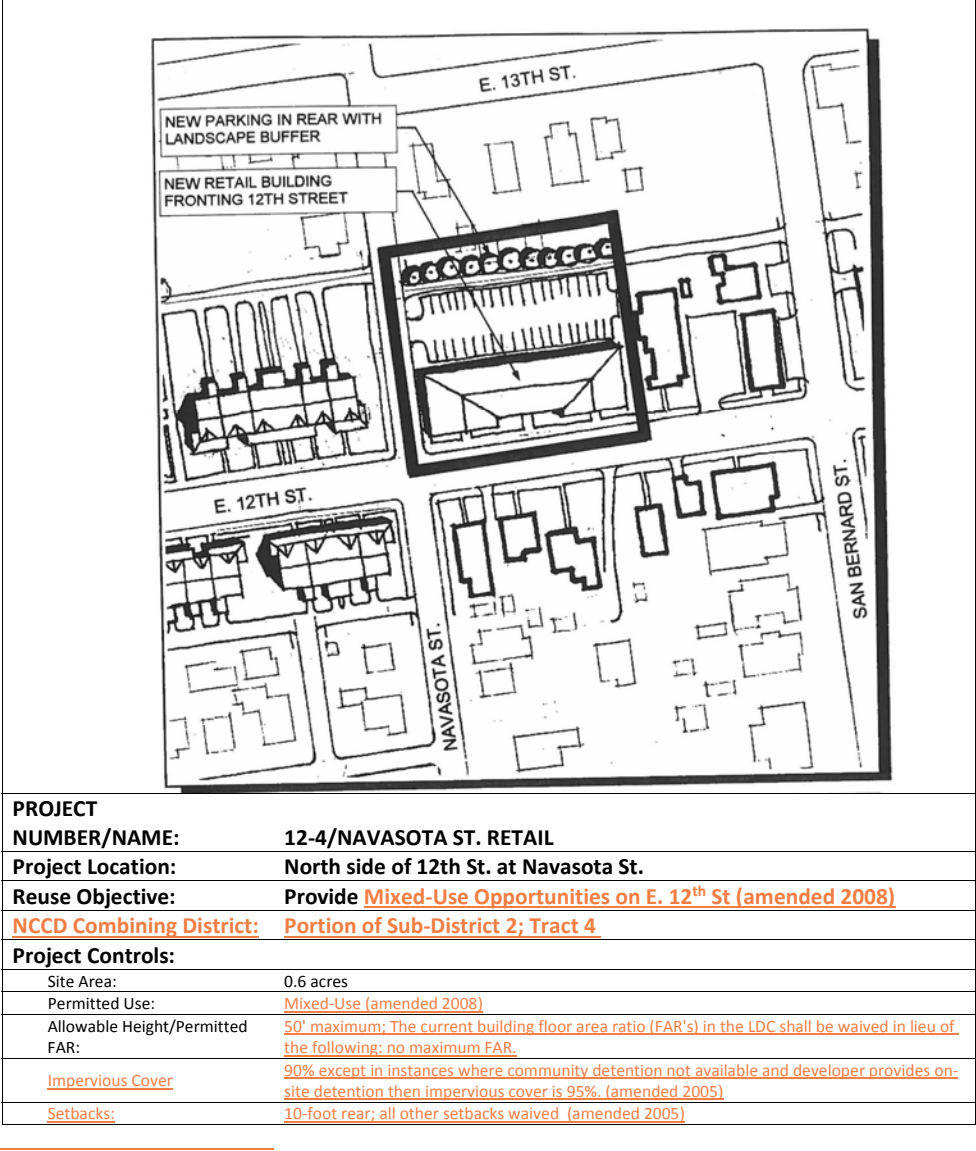 E. 13TH ST.
NEW PARKING IN REAR WITH
LANDSCAPE BUFFER
NEW RETAIL BUILDING
FRONTING 12TH STREET
E. 12TH ST.
SAN BERNARD ST.
NAVASOTA ST.
PROJECT
NUMBER/NAME: 12-4/NAVASOTA ST. RETAIL
Project Location: North side of 12th St. at Navasota St.
Reuse Objective: Provide Mixed-Use Opportunities on E. 12th St (amended 2008)
NCCD Combining District: Portion of Sub-District 2; Tract 4
Project Controls:
Site Area: 0.6 acres
Permitted Use: Mixed-Use (amended 2008)
Allowable Height/Permitted 50' maximum; The current building floor area ratio (FAR's) in the LDC shall be waived in lieu of
FAR: the following: no maximum FAR.
Impervious Cover 90% except in instances where community detention not available and developer provides on-
site detention then impervious cover is 95%. (amended 2005)
Setbacks: 10-foot rear; all other setbacks waived (amended 2005)